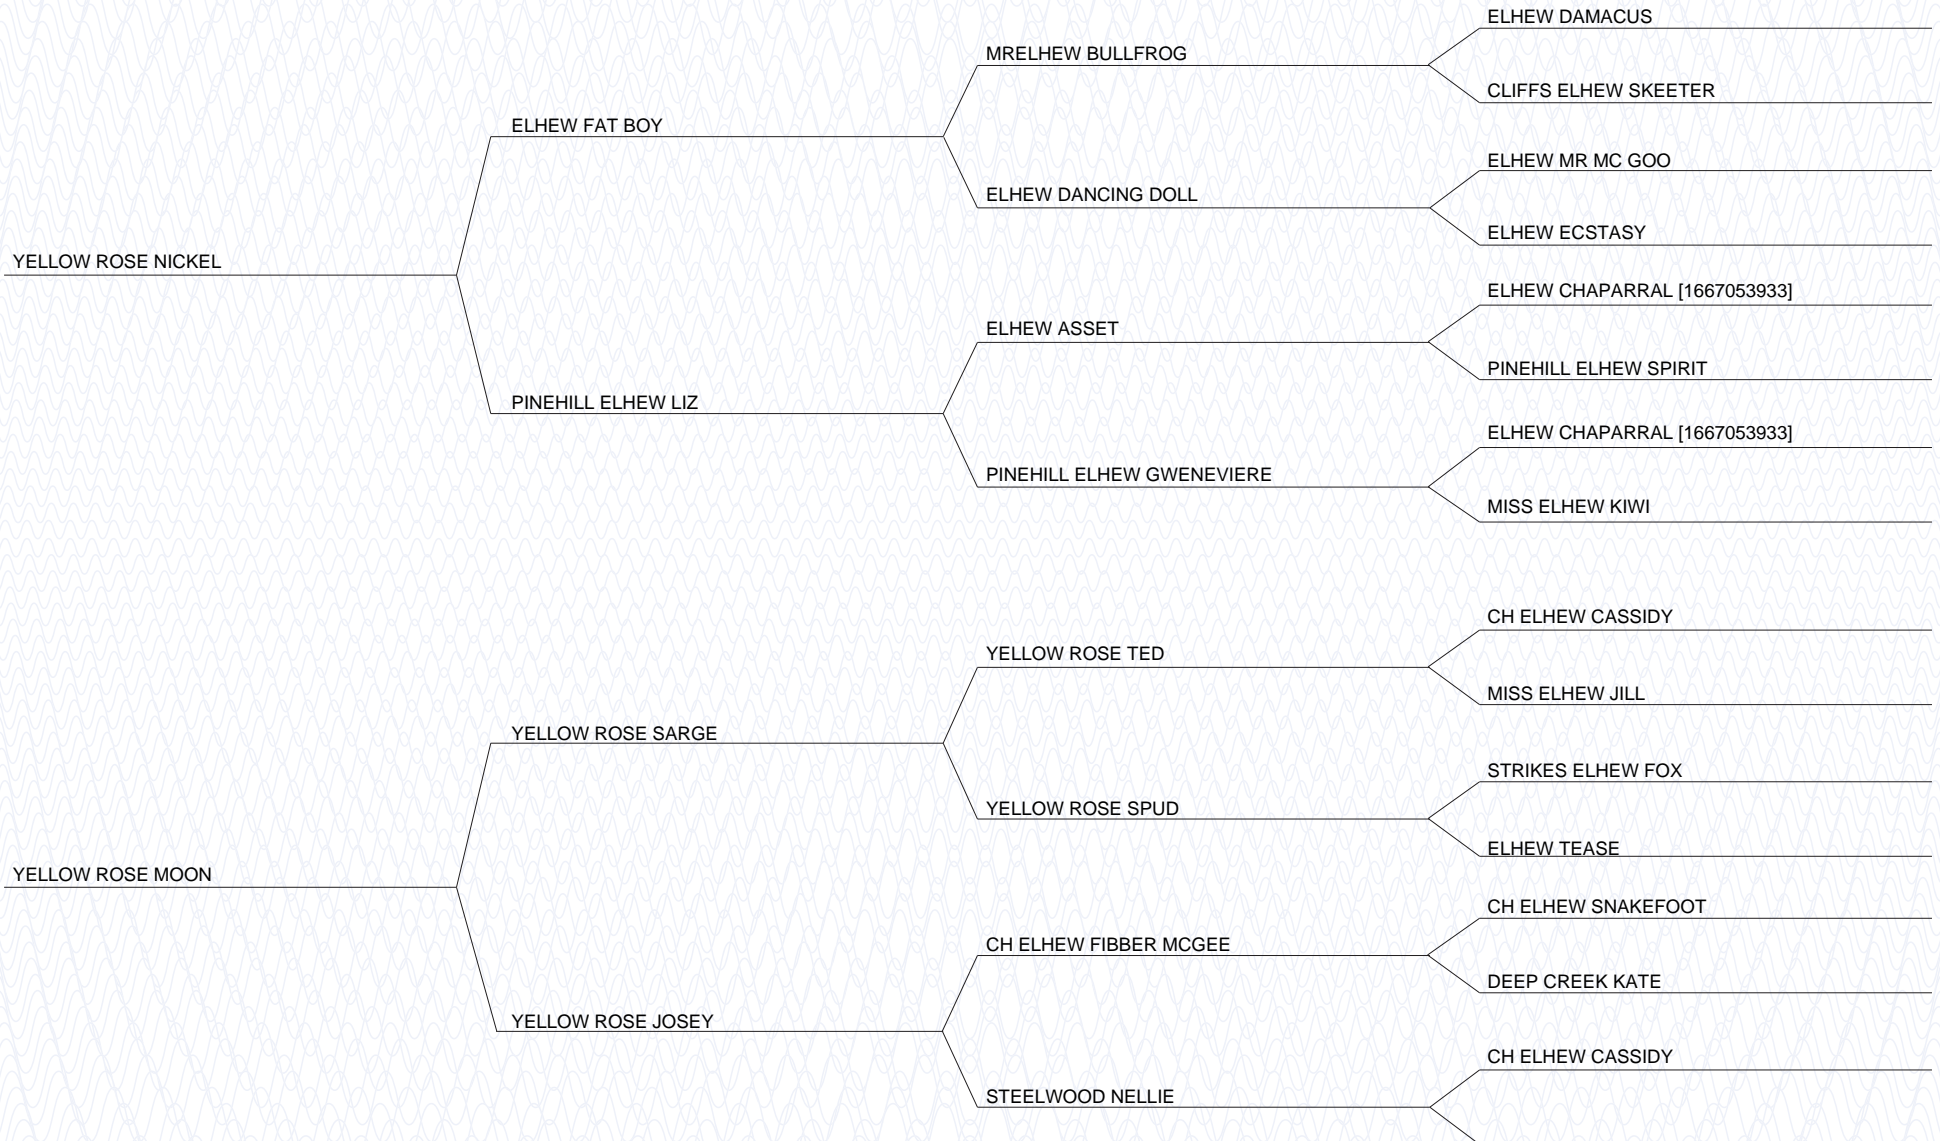 ELHEW DAMACUS
MRELHEW BULLFROG
CLIFFS ELHEW SKEETER
ELHEW FAT BOY
ELHEW MR MC GOO
ELHEW DANCING DOLL
ELHEW ECSTASY
YELLOW ROSE NICKEL
ELHEW CHAPARRAL [1667053933]
ELHEW ASSET
PINEHILL ELHEW SPIRIT
PINEHILL ELHEW LIZ
ELHEW CHAPARRAL [1667053933]
PINEHILL ELHEW GWENEVIERE
MISS ELHEW KIWI
CH ELHEW CASSIDY
YELLOW ROSE TED
MISS ELHEW JILL
YELLOW ROSE SARGE
STRIKES ELHEW FOX
YELLOW ROSE SPUD
ELHEW TEASE
YELLOW ROSE MOON
CH ELHEW SNAKEFOOT
CH ELHEW FIBBER MCGEE
DEEP CREEK KATE
YELLOW ROSE JOSEY
CH ELHEW CASSIDY
STEELWOOD NELLIE